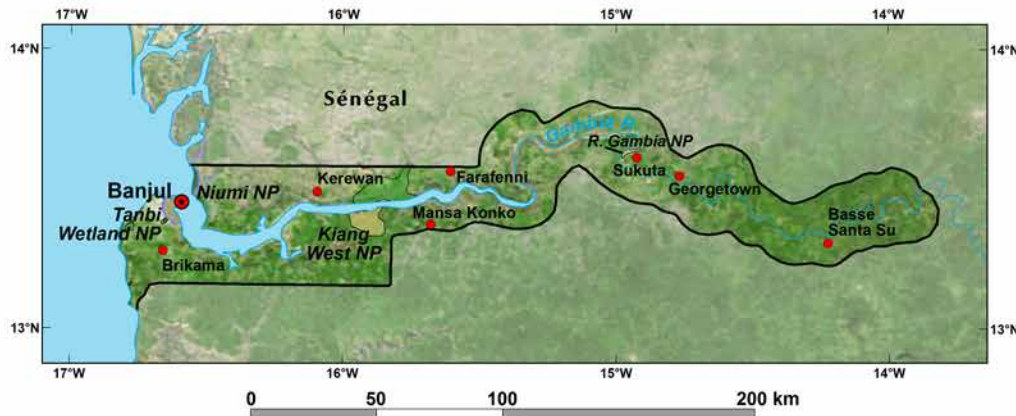 17°W 16°W 15°W 14°W
14°N 14°N
Sénégal
Gambia R.
R. Gambia NP
Sukuta
Kerewan
Farafenni
Georgetown
Banjul
Niumi NP
Tanbi
Wetland NP
Mansa Konko
Basse
Santa Su
Kiang
West NP
Brikama
13°N 13°N
17°W 16°W 15°W 14°W
0 50 100 200 km